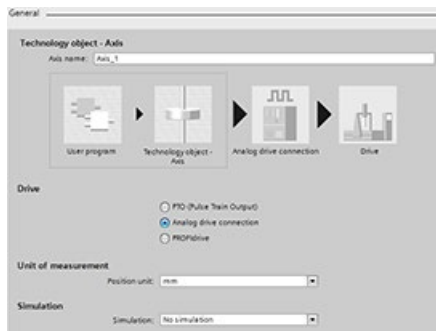 General
Technology object - Axis
Axis name: Axis_1
User program
Technology object -
Axis
Analog drive connection
Drive
Drive
PTO (Pulse Train Output)
Analog drive connection
PROFIdrive
Unit of measurement
Position unit: mm
Simulation
Simulation: No simulation